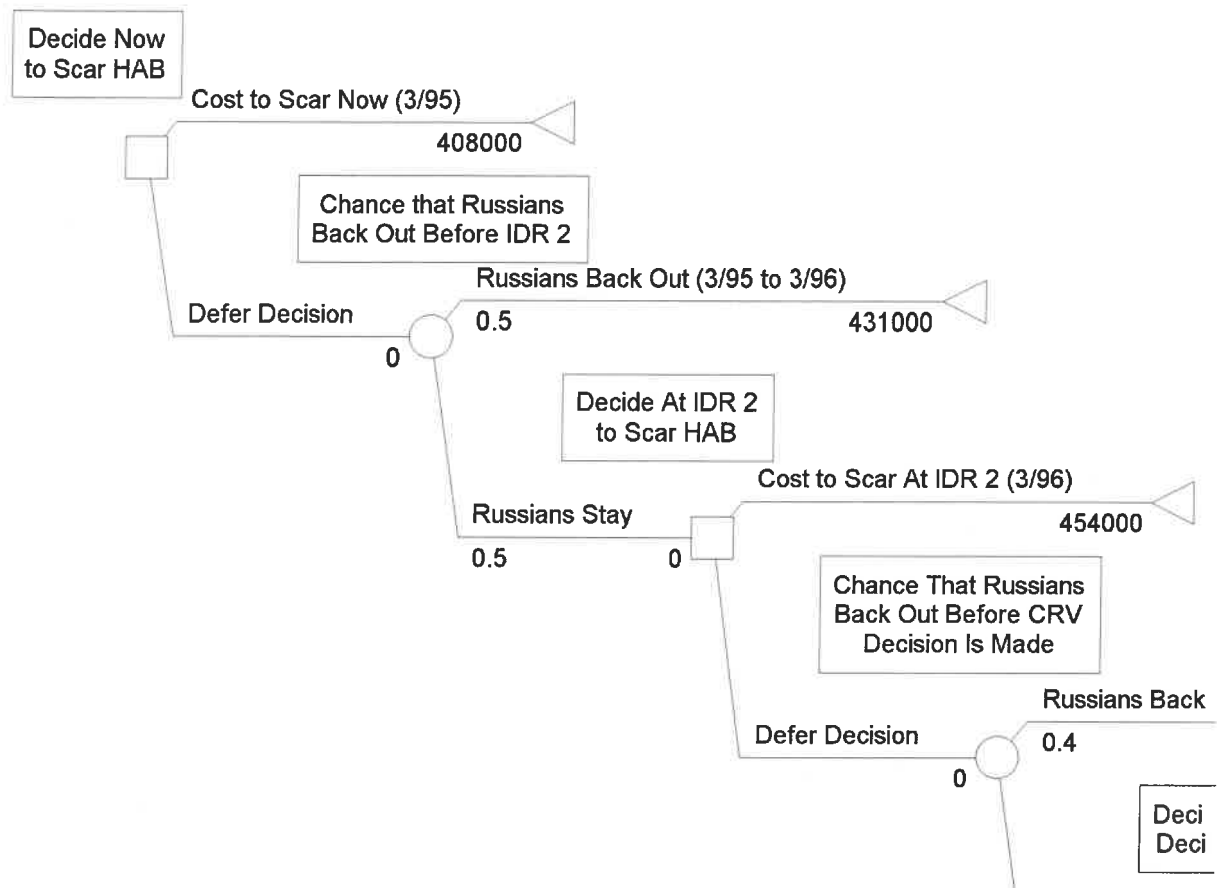 Decide Now
to Scar HAB
Cost to Scar Now (3/95)
408000
Chance that Russians
Back Out Before IDR 2
Russians Back Out (3/95 to 3/96)
Defer Decision
0.5
431000
0
Decide At IDR 2
to Scar HAB
Cost to Scar At IDR 2 (3/96)
Russians Stay
454000
0.5
0
Chance That Russians
Back Out Before CRV
Decision Is Made
Russians Back
Defer Decision
0.4
0
Deci
Deci